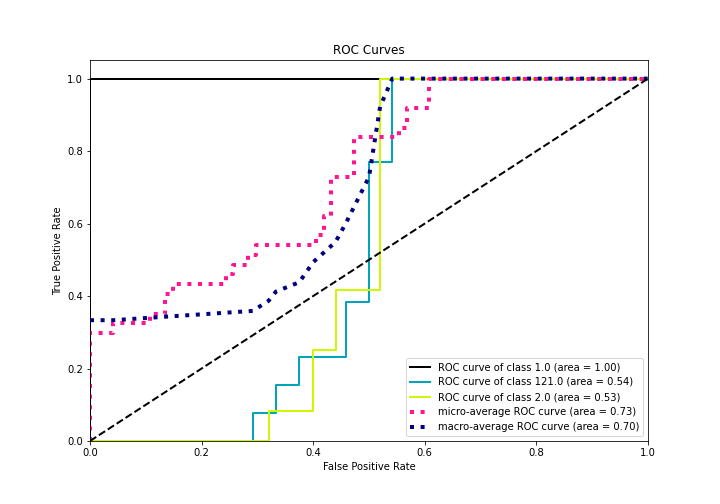 ROC Curves
1.0
0.8
0.6
0.4
0.2
0.0
True Positive Rate
0.0 0.2 0.4 0.6 0.8 1.0
False Positive Rate
ROC curve of class 1.0 (area = 1.00)
ROC curve of class 121.0 (area = 0.54)
ROC curve of class 2.0 (area = 0.53)
micro-average ROC curve (area = 0.73)
macro-average ROC curve (area = 0.70)